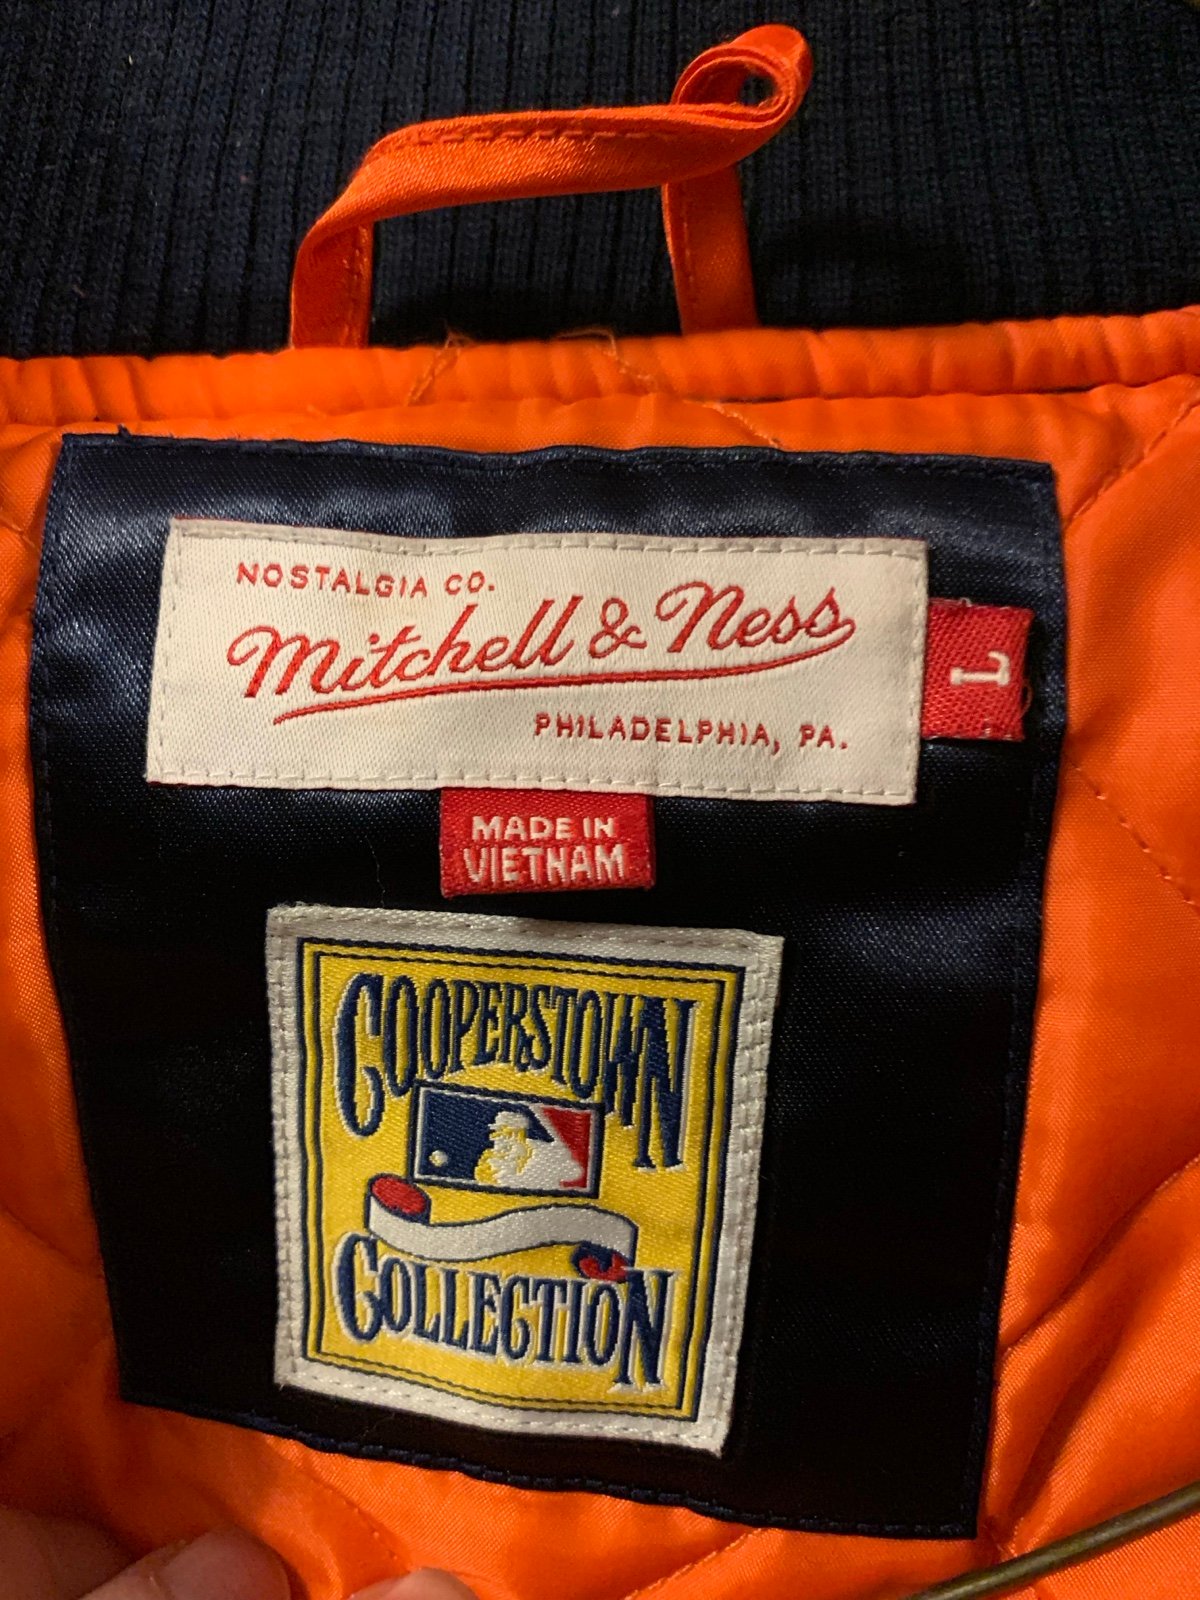 NOSTALGIA CO.
Mitchell & Ness
PHILADELPHIA, PA.
L
MADE IN
VIETNAM
COOPERSTOWN
COLLECTION